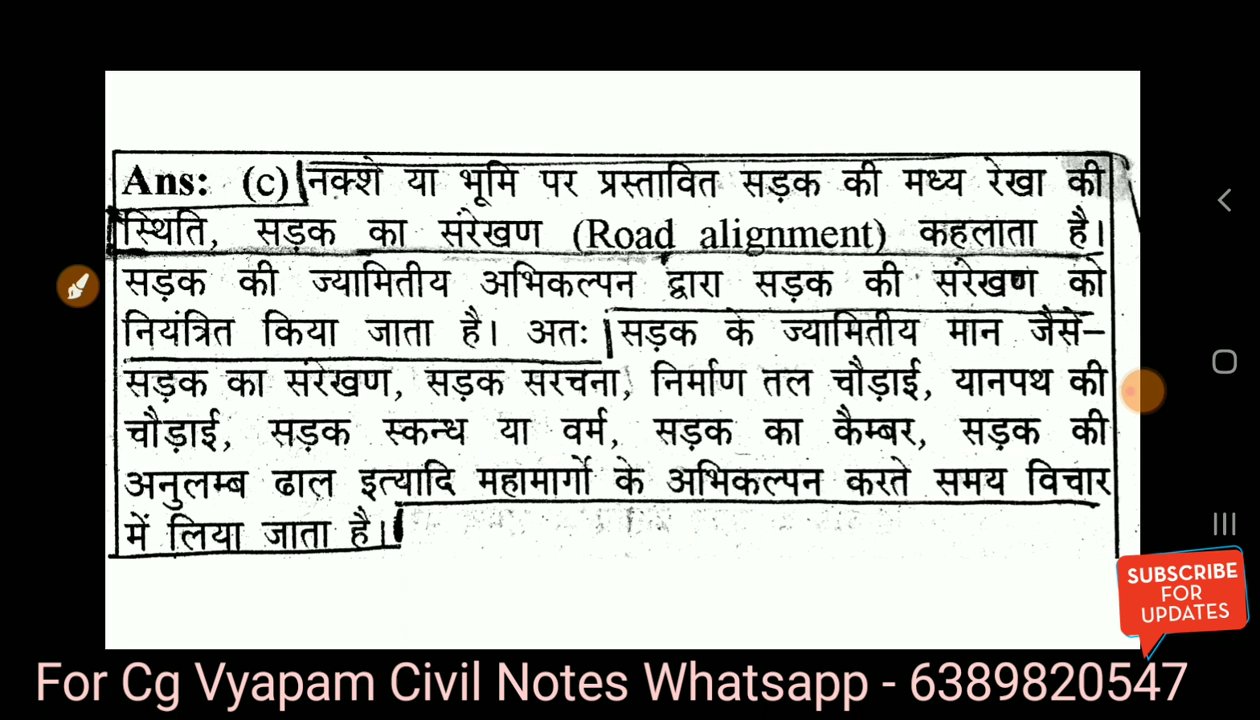 Ans: (c) नक्शे या भूमि पर प्रस्तावित सड़क की मध्य रेखा की
स्थिति, सड़क का संरेखण (Road alignment) कहलाता है।
सड़क की ज्यामितीय अभिकल्पन द्वारा सड़क की संरेखण को
नियंत्रित किया जाता है। अतः सड़क के ज्यामितीय मान जैसे–
सड़क का संरेखण, सड़क सरचना, निर्माण तल चौड़ाई, यानपथ की
चौड़ाई, सड़क स्कन्ध या वर्म, सड़क का कैम्बर, सड़क की
अनुलम्ब ढाल इत्यादि महामार्गो के अभिकल्पन करते समय विचार
में लिया जाता है।
SUBSCRIBE
FOR
UPDATES
For Cg Vyapam Civil Notes Whatsapp - 6389820547